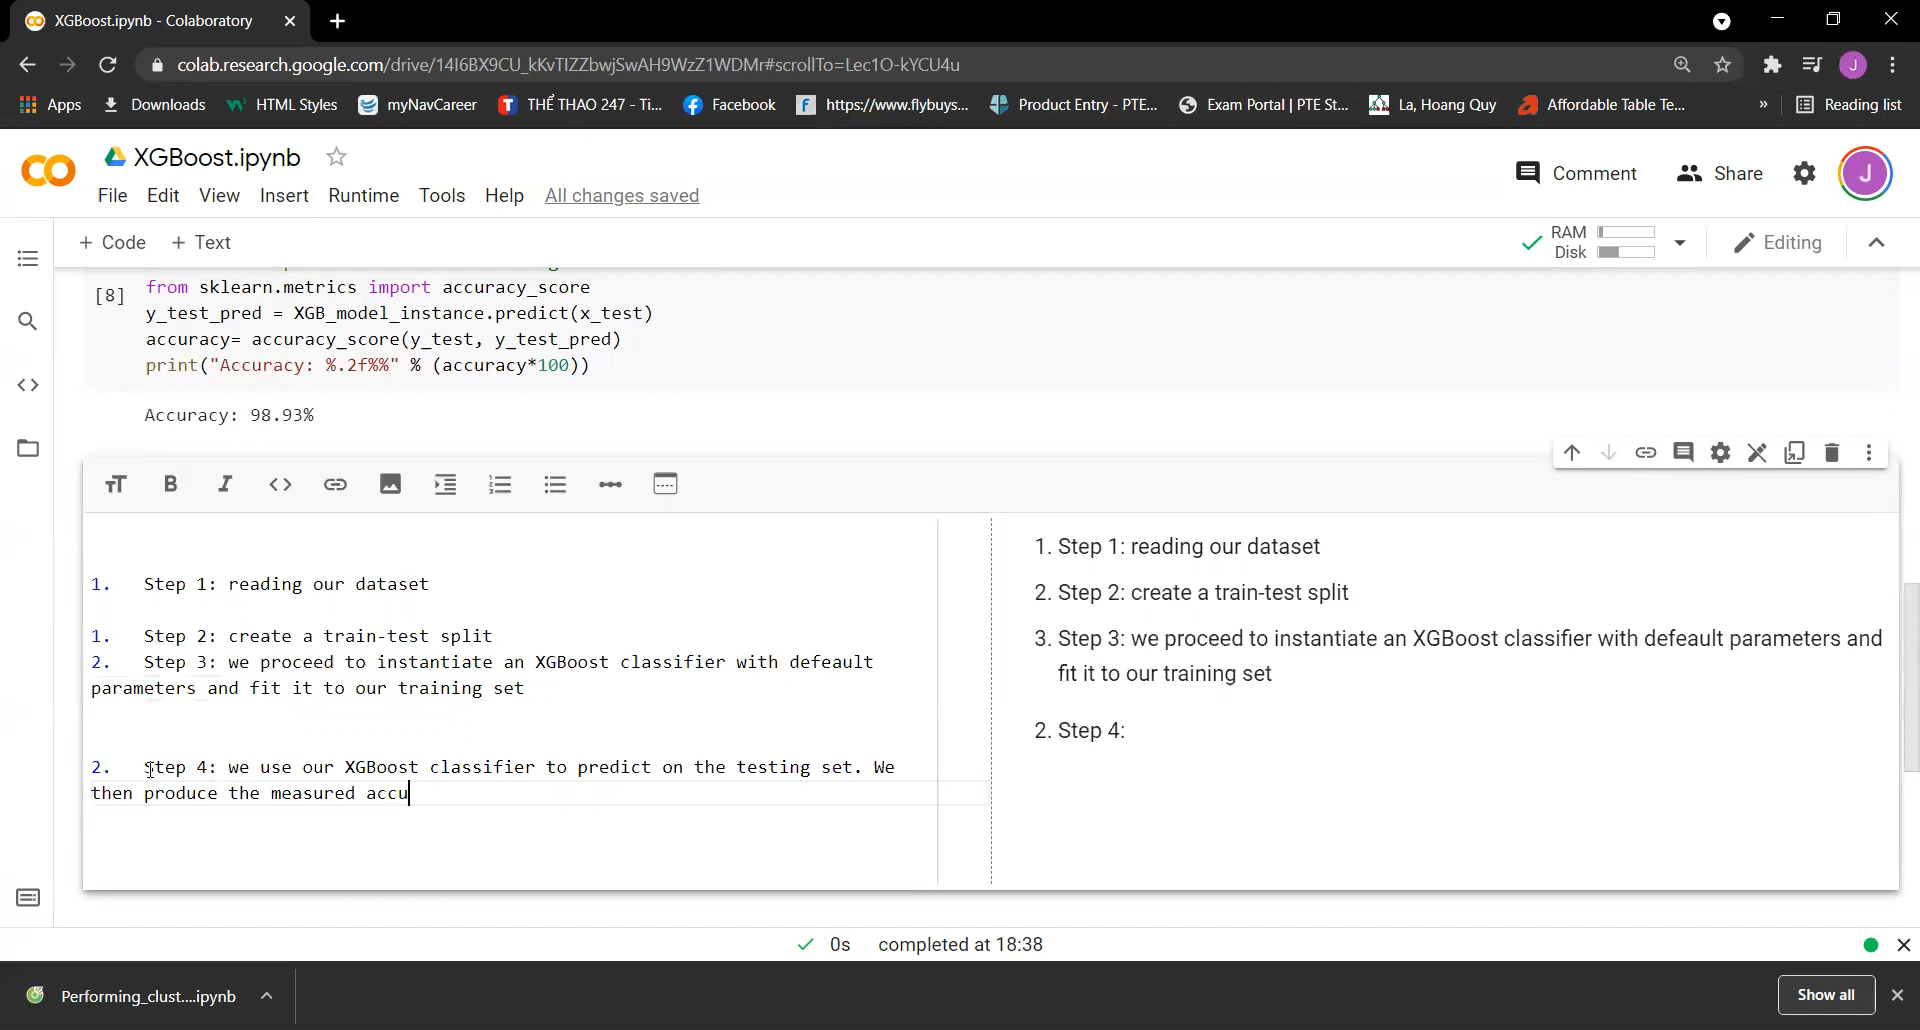 XGBoost.ipynb - Colaboratory
colab.research.google.com/drive/14I6BX9CU_kKvTIZZbwjSwAH9WzZ1WDMr#scrollTo=Lec1O-kYCU4u
J
Apps Downloads HTML Styles myNavCareer THỂ THAO 247 - Ti... Facebook https://www.flybuys... Product Entry - PTE... Exam Portal | PTE St... La, Hoang Quy Affordable Table Te... » Reading list
XGBoost.ipynb
Comment Share J
File Edit View Insert Runtime Tools Help All changes saved
+ Code + Text
RAM
Disk
Editing
[8]
from sklearn.metrics import accuracy_score
y_test_pred = XGB_model_instance.predict(x_test)
accuracy= accuracy_score(y_test, y_test_pred)
print("Accuracy: %.2f%%" % (accuracy*100))
Accuracy: 98.93%
1. Step 1: reading our dataset
1. Step 2: create a train-test split
2. Step 3: we proceed to instantiate an XGBoost classifier with defeault
parameters and fit it to our training set
2. Step 4: we use our XGBoost classifier to predict on the testing set. We
then produce the measured accu
1. Step 1: reading our dataset
2. Step 2: create a train-test split
3. Step 3: we proceed to instantiate an XGBoost classifier with defeault parameters and
fit it to our training set
2. Step 4:
0s completed at 18:38
Performing_clust....ipynb
Show all